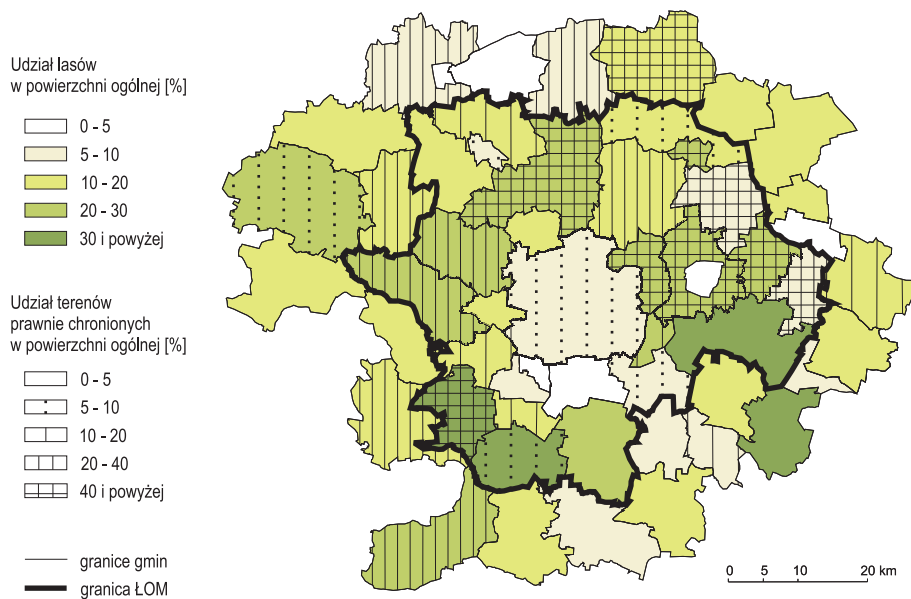 Udział lasów
w powierzchni ogólnej [%]
0 - 5
5 - 10
10 - 20
20 - 30
30 i powyżej
Udział terenów
prawnie chronionych
w powierzchni ogólnej [%]
0 - 5
5 - 10
10 - 20
20 - 40
40 i powyżej
granice gmin
granica ŁOM
0 5 10 20 km